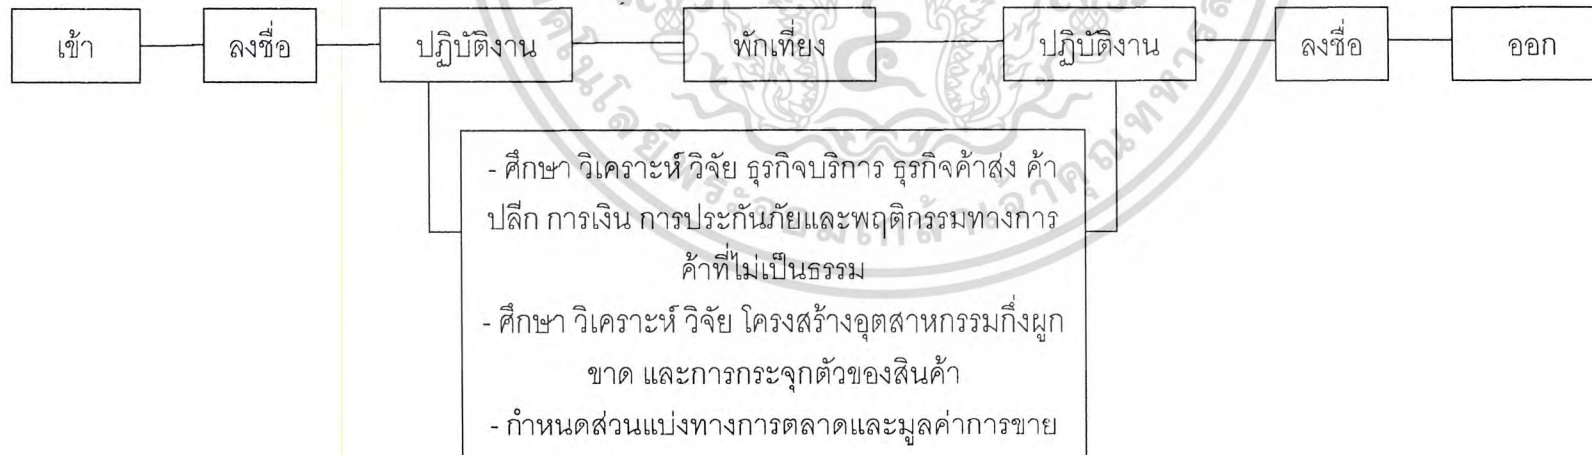 เข้า ลงชื่อ ปฏิบัติงาน พักเที่ยง ปฏิบัติงาน ลงชื่อ ออก
- ศึกษา วิเคราะห์ วิจัย ธุรกิจบริการ ธุรกิจค้าส่ง ค้า
ปลีก การเงิน การประกันภัยและพฤติกรรมทางการ
ค้าที่ไม่เป็นธรรม
- ศึกษา วิเคราะห์ วิจัย โครงสร้างอุตสาหกรรมกึ่งผูก
ขาด และการกระจุกตัวของสินค้า
- กำหนดส่วนแบ่งทางการตลาดและมูลค่าการขาย